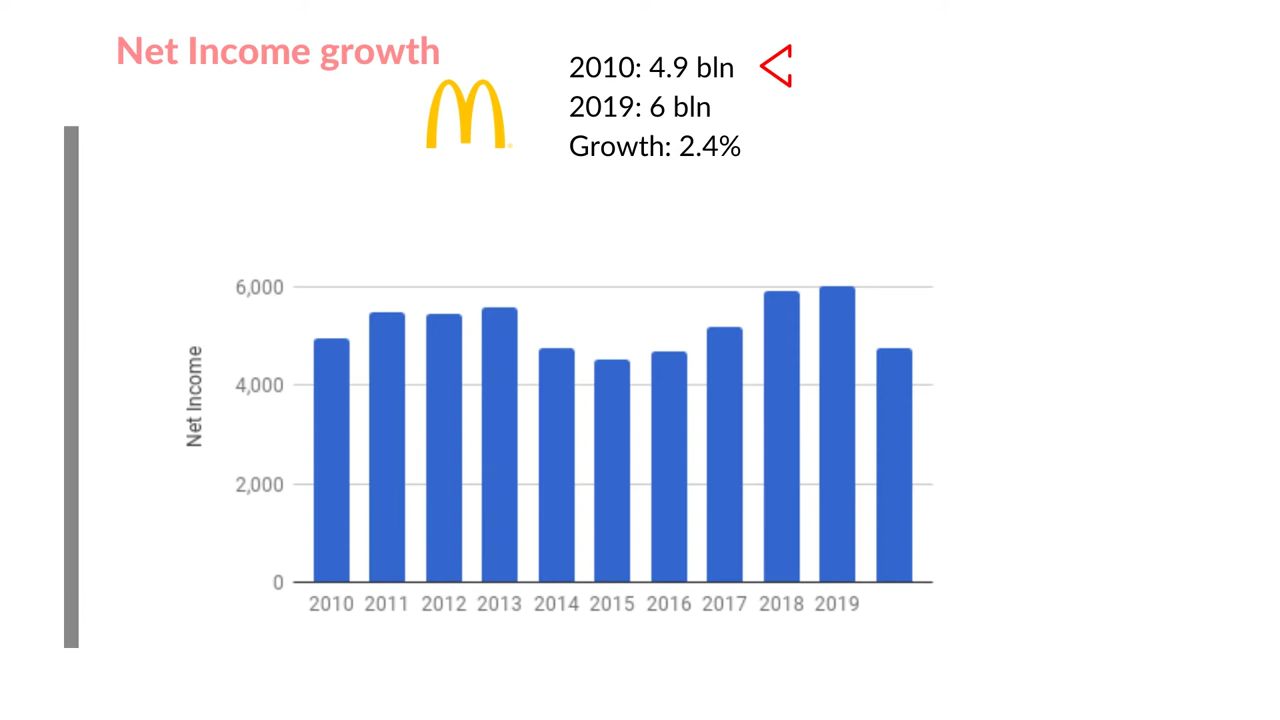 Net Income growth
2010: 4.9 bln
2019: 6 bln
Growth: 2.4%
6,000
4,000
2,000
0
Net Income
2010 2011 2012 2013 2014 2015 2016 2017 2018 2019